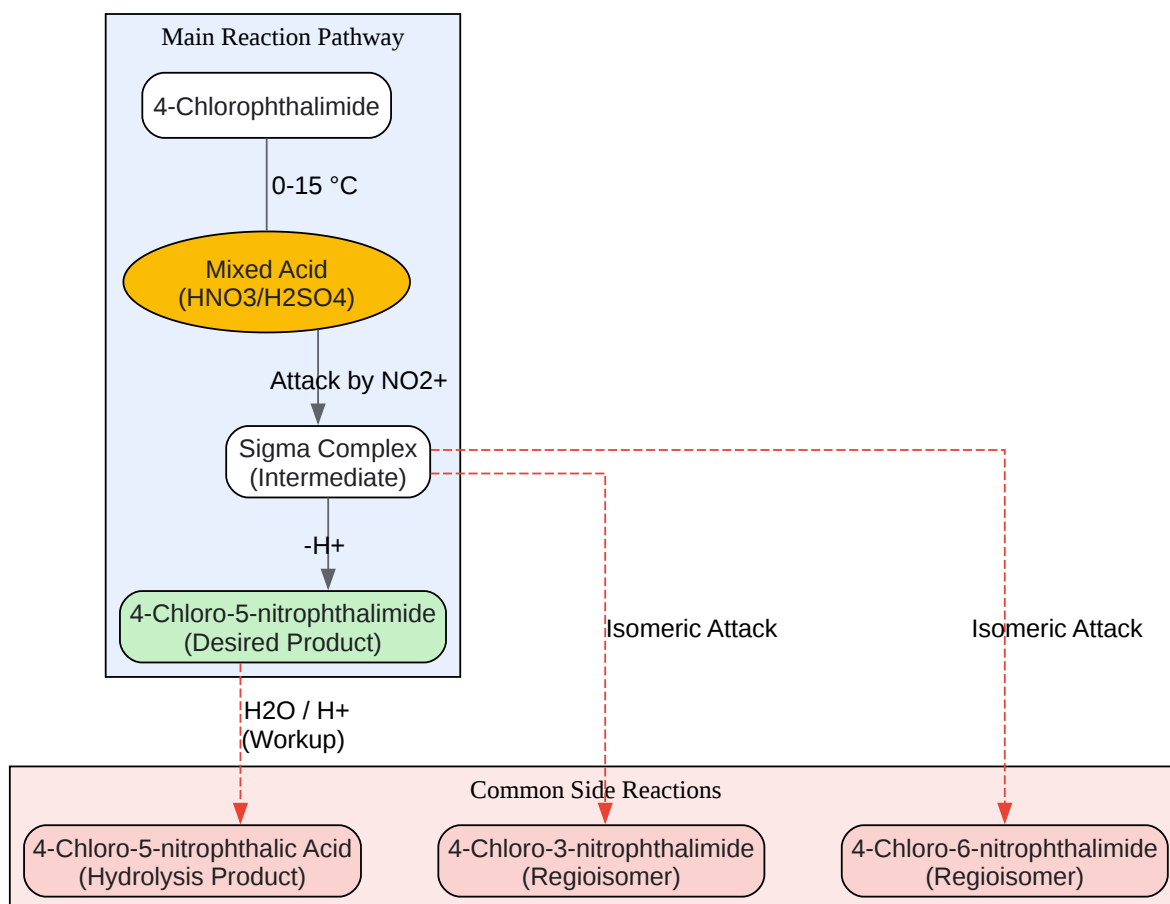 Main Reaction Pathway
4-Chlorophthalimide
0-15 °C
Mixed Acid
(HNO3/H2SO4)
Attack by NO2+
Sigma Complex
(Intermediate)
-H+
4-Chloro-5-nitrophthalimide
(Desired Product)
Isomeric Attack
Isomeric Attack
H2O / H+
(Workup)
Common Side Reactions
4-Chloro-5-nitrophthalic Acid
(Hydrolysis Product)
4-Chloro-3-nitrophthalimide
(Regioisomer)
4-Chloro-6-nitrophthalimide
(Regioisomer)